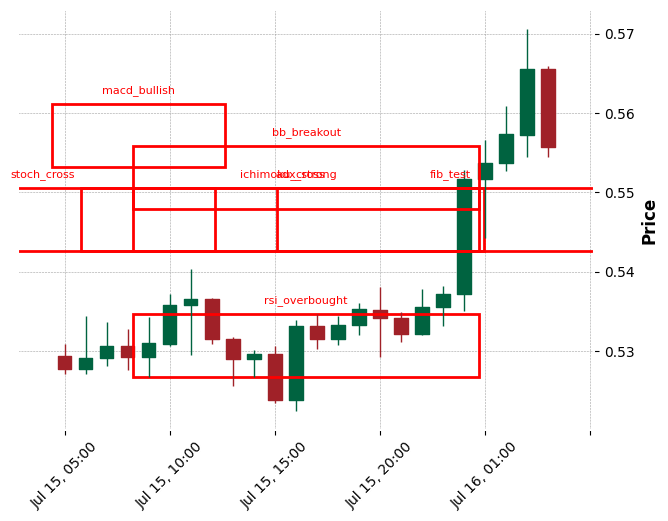 0.57
macd_bullish
0.56
bb_breakout
stoch_cross
fib_test
0.55
0.54
rsi_overbought
0.53
Price
Jul 15, 05:00
Jul 15, 10:00
Jul 15, 15:00
Jul 15, 20:00
Jul 16, 01:00